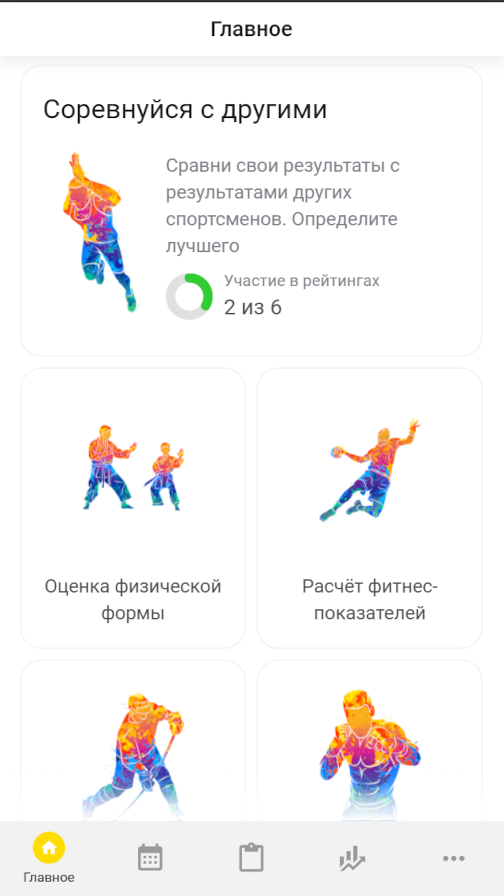 Главное
Соревнуйся с другими
Сравни свои результаты с
результатами других
спортсменов. Определите
лучшего
Участие в рейтингах
2 из 6
Оценка физической
формы
Расчёт фитнес-
показателей
Главное